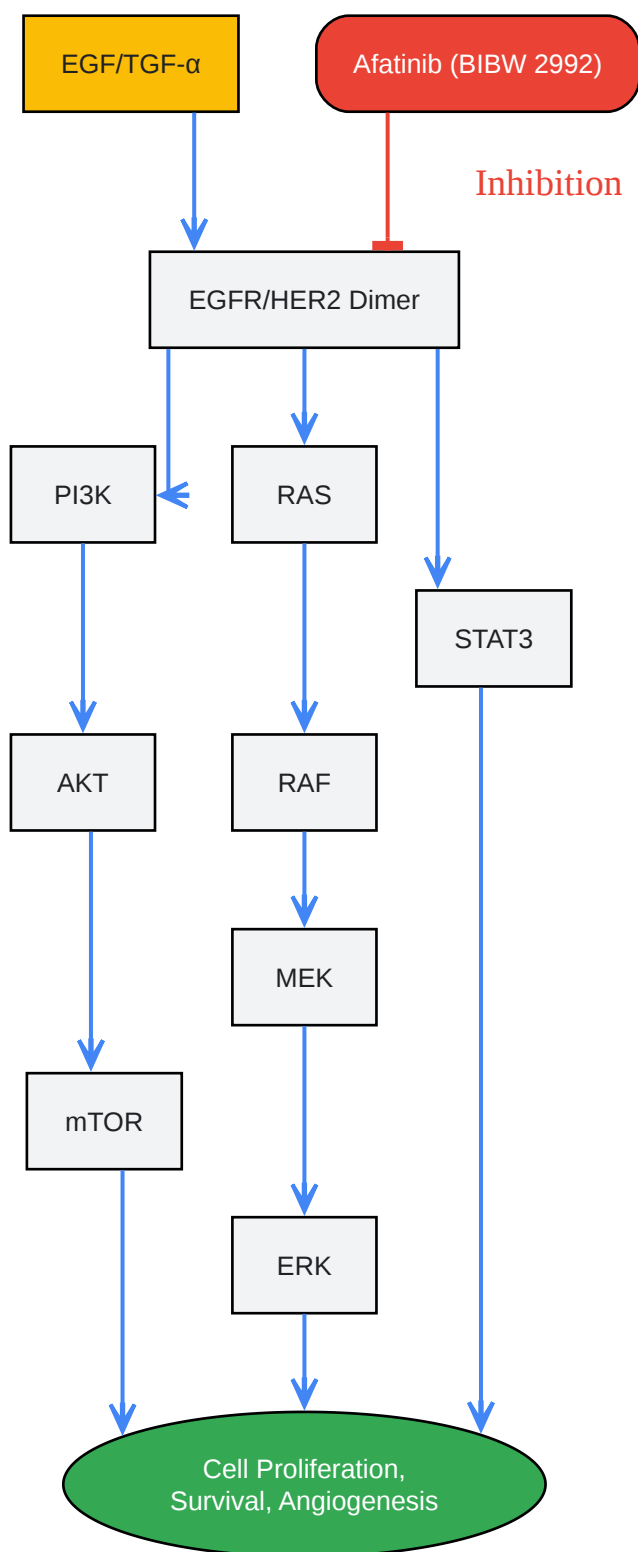 EGF/TGF-α
Afatinib (BIBW 2992)
Inhibition
EGFR/HER2 Dimer
PI3K
RAS
STAT3
AKT
RAF
MEK
mTOR
ERK
Cell Proliferation,
Survival, Angiogenesis